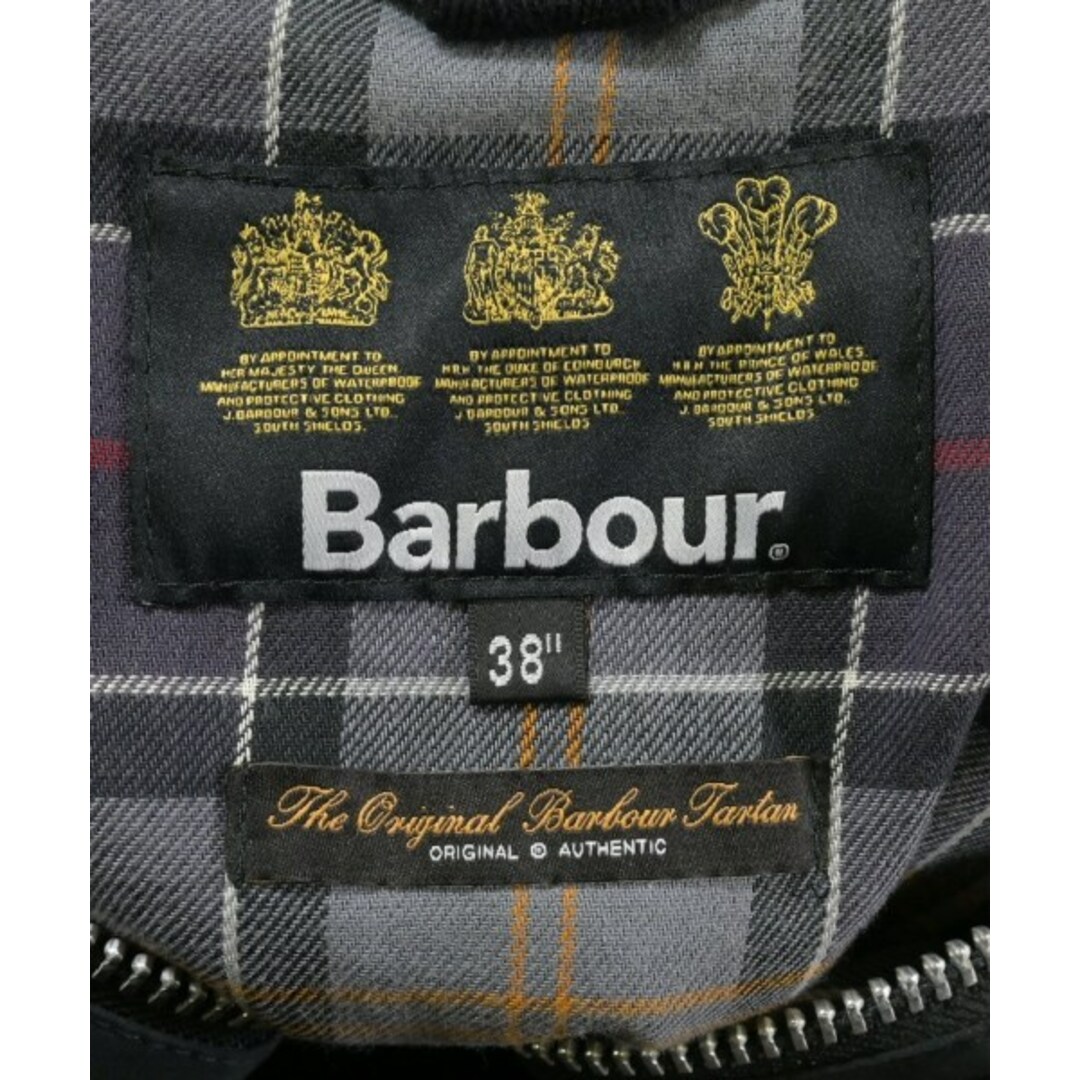 BY APPOINTMENT TO
HER MAJESTY THE QUEEN
MANUFACTURERS OF WATERPROOF
AND PROTECTIVE CLOTHING
J. BARBOUR & SONS LTD.
SOUTH SHIELDS.
BY APPOINTMENT TO
H.R.H. THE DUKE OF EDINBURGH
MANUFACTURERS OF WATERPROOF
AND PROTECTIVE CLOTHING
J. BARBOUR & SONS LTD.
SOUTH SHIELDS
BY APPOINTMENT TO
H.R.H. THE PRINCE OF WALES
MANUFACTURERS OF WATERPROOF
AND PROTECTIVE CLOTHING
J. BARBOUR & SONS LTD.
SOUTH SHIELDS
Barbour®
38"
The Original Barbour Tartan
ORIGINAL ® AUTHENTIC